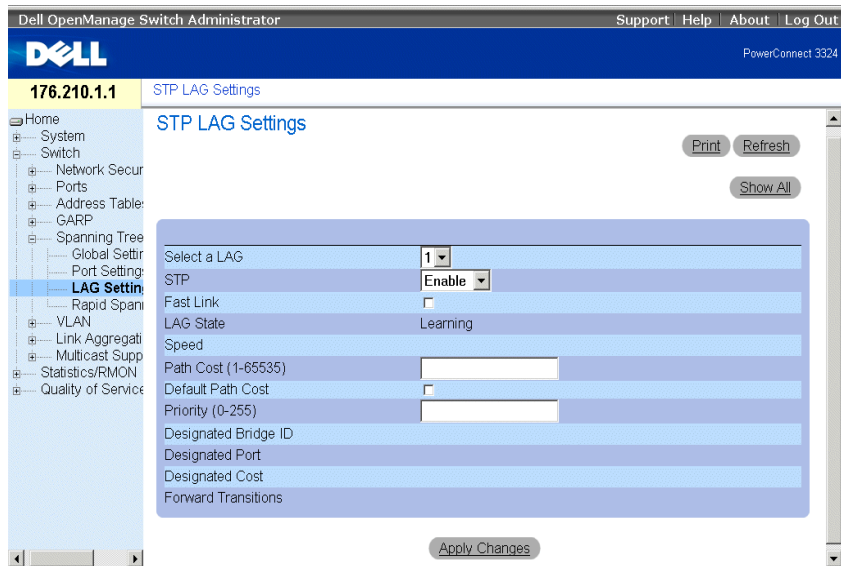 Dell OpenManage Switch Administrator
Support Help About Log Out
DELL
PowerConnect 3324
176.210.1.1
STP LAG Settings
Home
System
Switch
Network Secur
Ports
Address Table
GARP
Spanning Tree
Global Settin
Port Setting
LAG Settin
Rapid Span
VLAN
Link Aggregati
Multicast Supp
Statistics/RMON
Quality of Service
STP LAG Settings
Print
Refresh
Show All
Select a LAG 1
STP Enable
Fast Link
LAG State Learning
Speed
Path Cost (1-65535)
Default Path Cost
Priority (0-255)
Designated Bridge ID
Designated Port
Designated Cost
Forward Transitions
Apply Changes